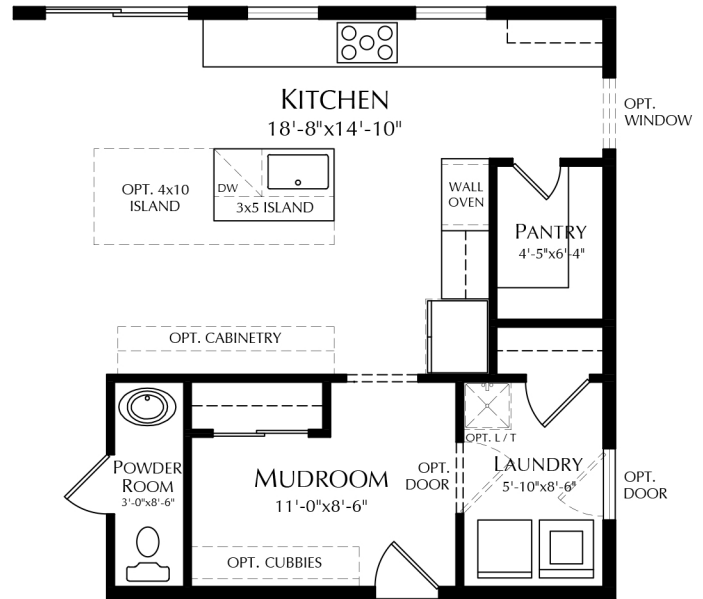 KITCHEN
18'-8"x14'-10"
OPT.
WINDOW
OPT. 4x10
ISLAND
DW
3x5 ISLAND
WALL
OVEN
PANTRY
4'-5"x6'-4"
OPT. CABINETRY
OPT. L / T
POWDER
ROOM
3'-0"x8'-6"
MUDROOM
11'-0"x8'-6"
OPT.
DOOR
LAUNDRY
5'-10"x8'-6"
OPT.
DOOR
OPT. CUBBIES